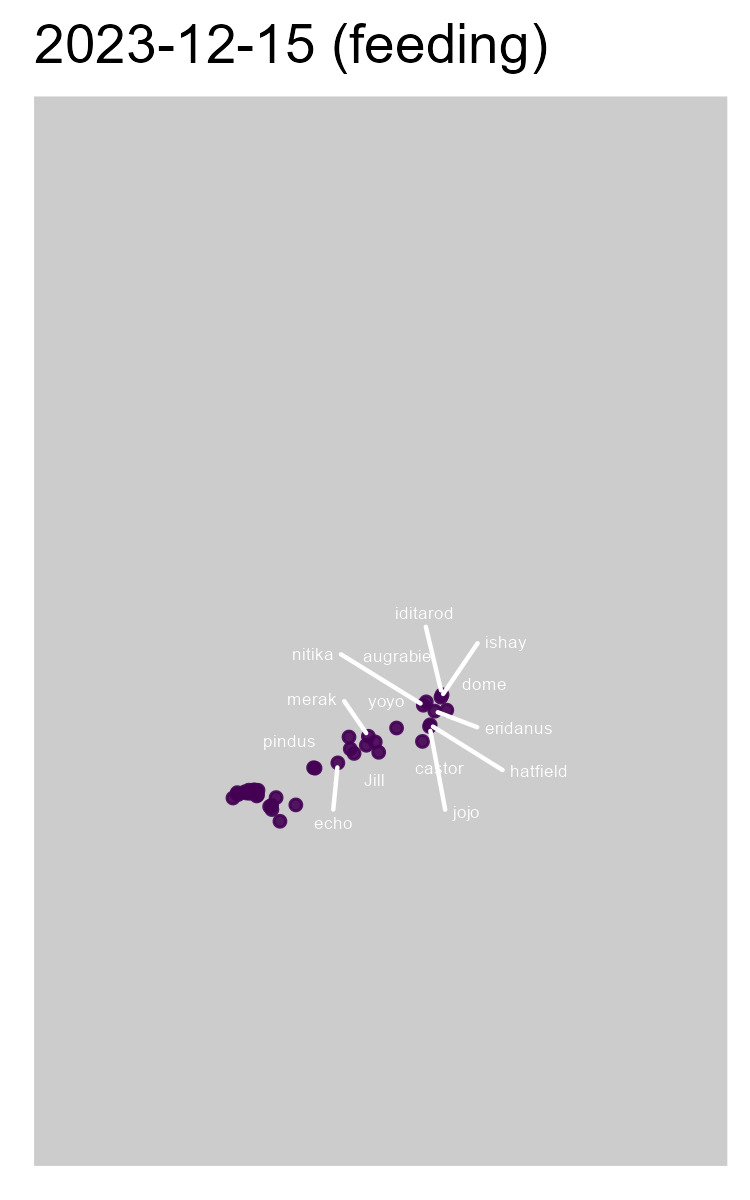 2023-12-15 (feeding)
iditarod
ishay
nitika
augrabie
dome
merak
yoyo
eridanus
pindus
castor
hatfield
Jill
jojo
echo